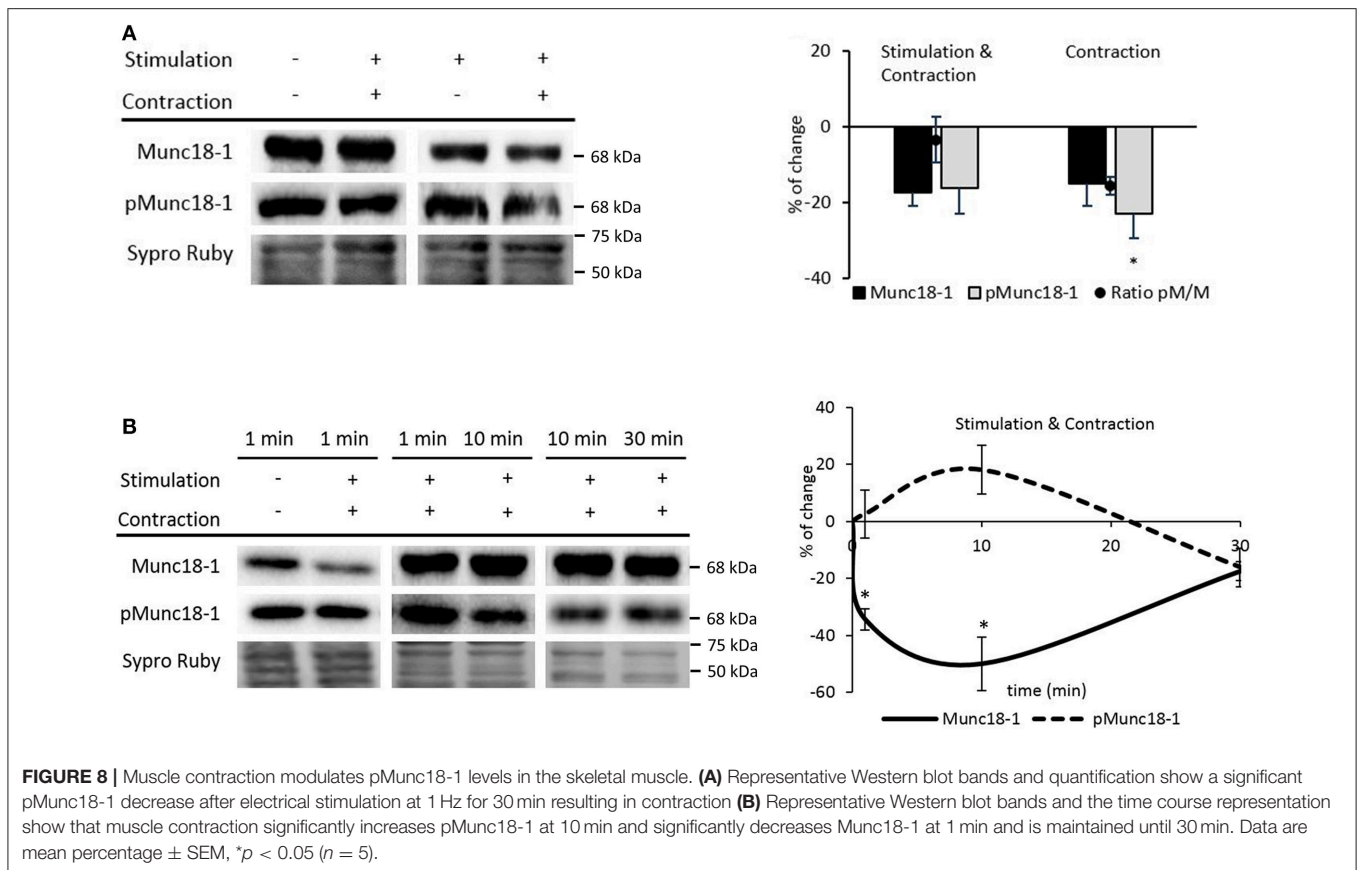 A
Stimulation - + + +
Contraction - + - +
Munc18-1
68 kDa
pMunc18-1
68 kDa
75 kDa
Sypro Ruby
50 kDa
20
0
-20
-40
% of change
Stimulation &
Contraction
Contraction
Munc18-1 pMunc18-1 Ratio pM/M
*
B
1 min 1 min 1 min 10 min 10 min 30 min
Stimulation - + + + + +
Contraction - + + + + +
Munc18-1
68 kDa
pMunc18-1
68 kDa
75 kDa
Sypro Ruby
50 kDa
40
20
0
-20
-40
-60
% of change
Stimulation & Contraction
0 10 20 30
*
*
time (min)
Munc18-1 pMunc18-1
FIGURE 8 | Muscle contraction modulates pMunc18-1 levels in the skeletal muscle. (A) Representative Western blot bands and quantification show a significant
pMunc18-1 decrease after electrical stimulation at 1 Hz for 30 min resulting in contraction (B) Representative Western blot bands and the time course representation
show that muscle contraction significantly increases pMunc18-1 at 10 min and significantly decreases Munc18-1 at 1 min and is maintained until 30 min. Data are
mean percentage ± SEM, *p < 0.05 (n = 5).